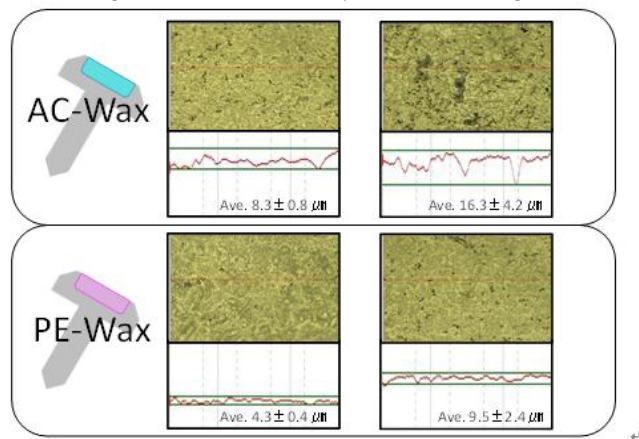 AC-Wax
Ave. 8.3±0.8 μm
Ave. 16.3±4.2 μm
PE-Wax
Ave. 4.3±0.4 μm
Ave. 9.5±2.4 μm